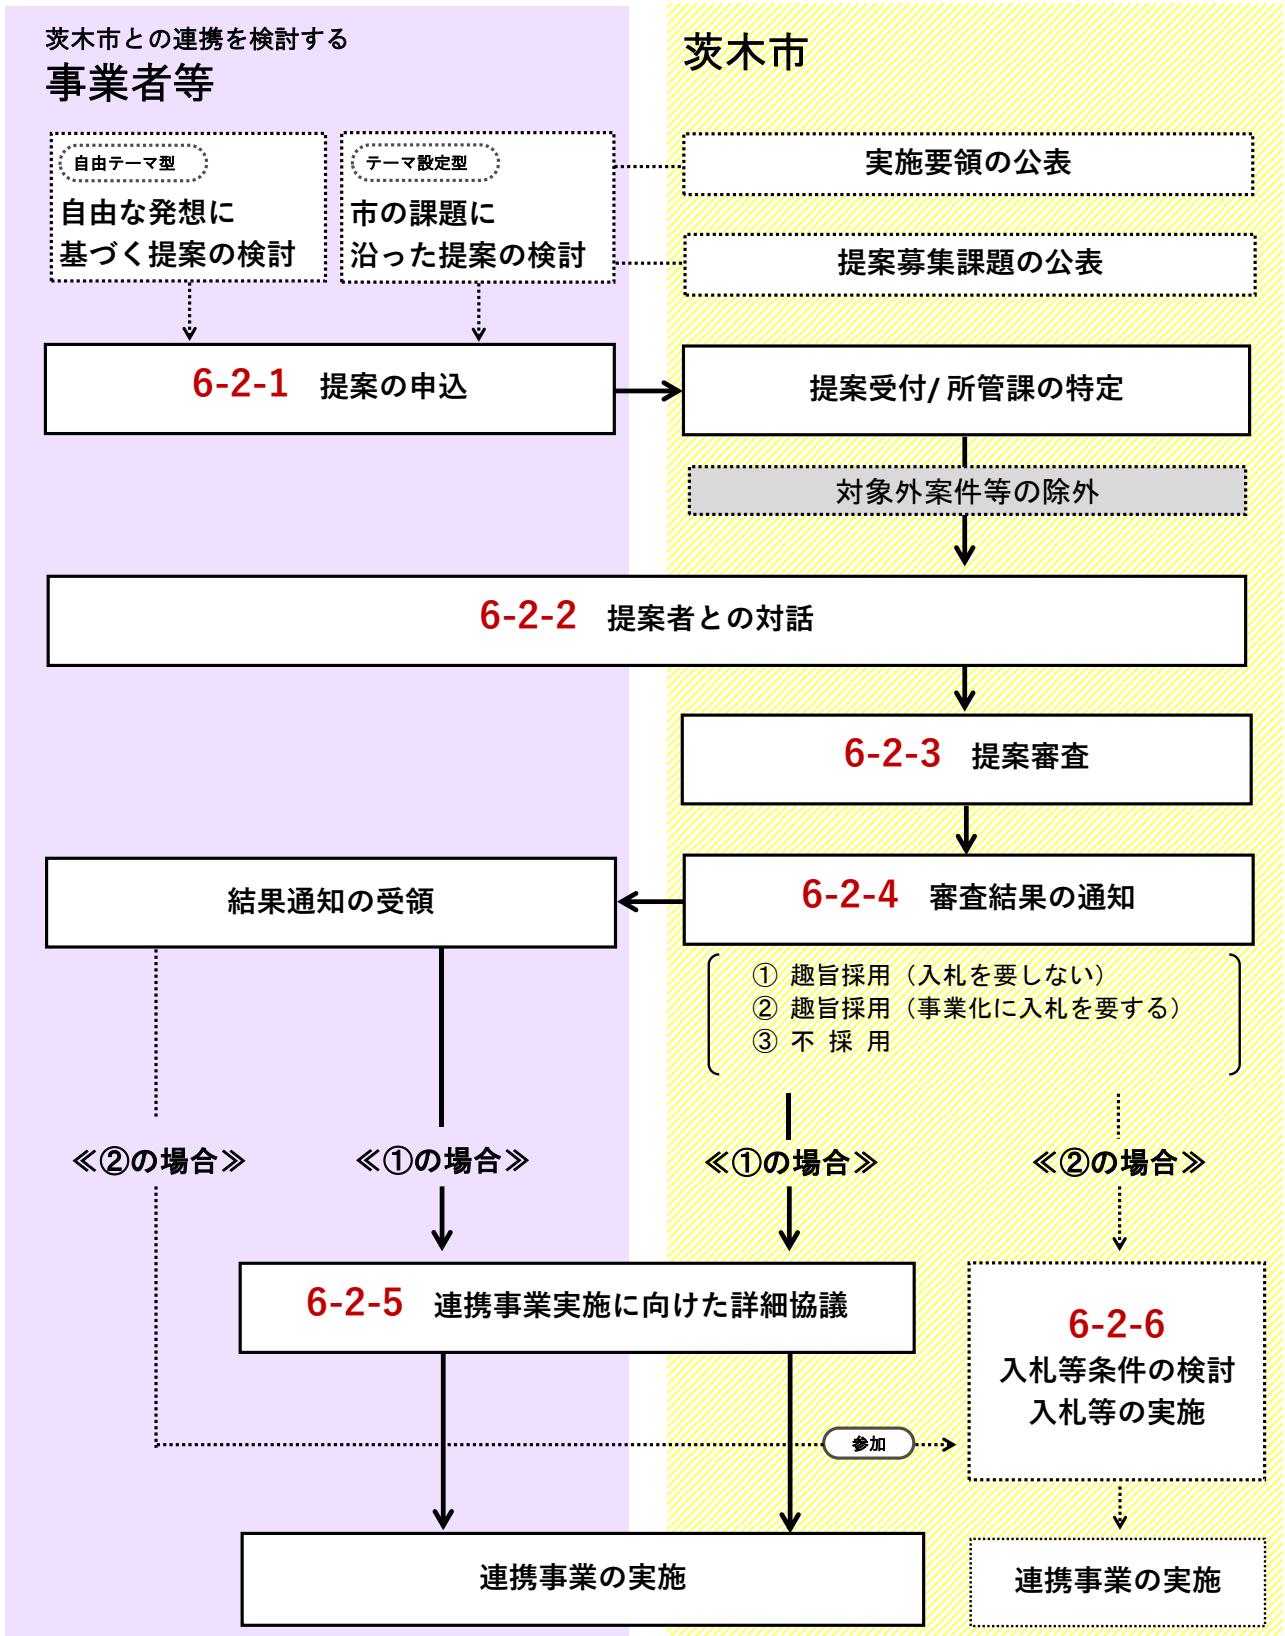 茨木市との連携を検討する
事業者等
茨木市
自由テーマ型
自由な発想に
基づく提案の検討
テーマ設定型
市の課題に
沿った提案の検討
実施要領の公表
提案募集課題の公表
6-2-1 提案の申込
提案受付/所管課の特定
対象外案件等の除外
6-2-2 提案者との対話
6-2-3 提案審査
結果通知の受領
6-2-4 審査結果の通知
① 趣旨採用（入札を要しない）
② 趣旨採用（事業化に入札を要する）
③ 不 採 用
≪②の場合≫
≪①の場合≫
≪①の場合≫
≪②の場合≫
6-2-5 連携事業実施に向けた詳細協議
6-2-6
入札等条件の検討
入札等の実施
参加
連携事業の実施
連携事業の実施